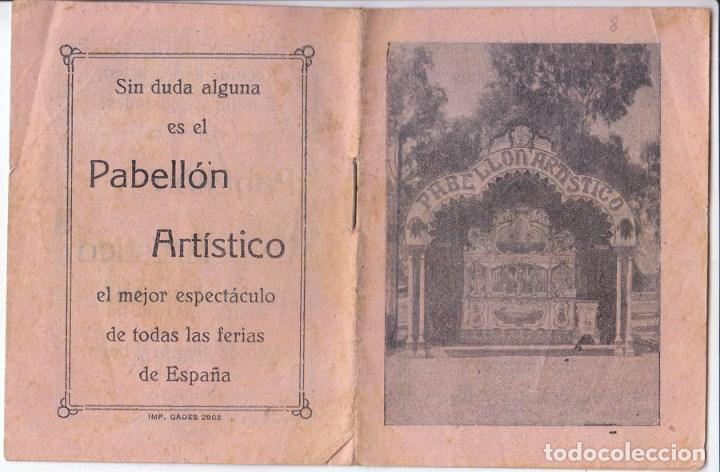 Sin duda alguna
es el
Pabellón
Artístico
el mejor espectáculo
de todas las ferias
de España
IMP. GADES 2902
8
PABELLON ARTISTICO
todocoleccion.net